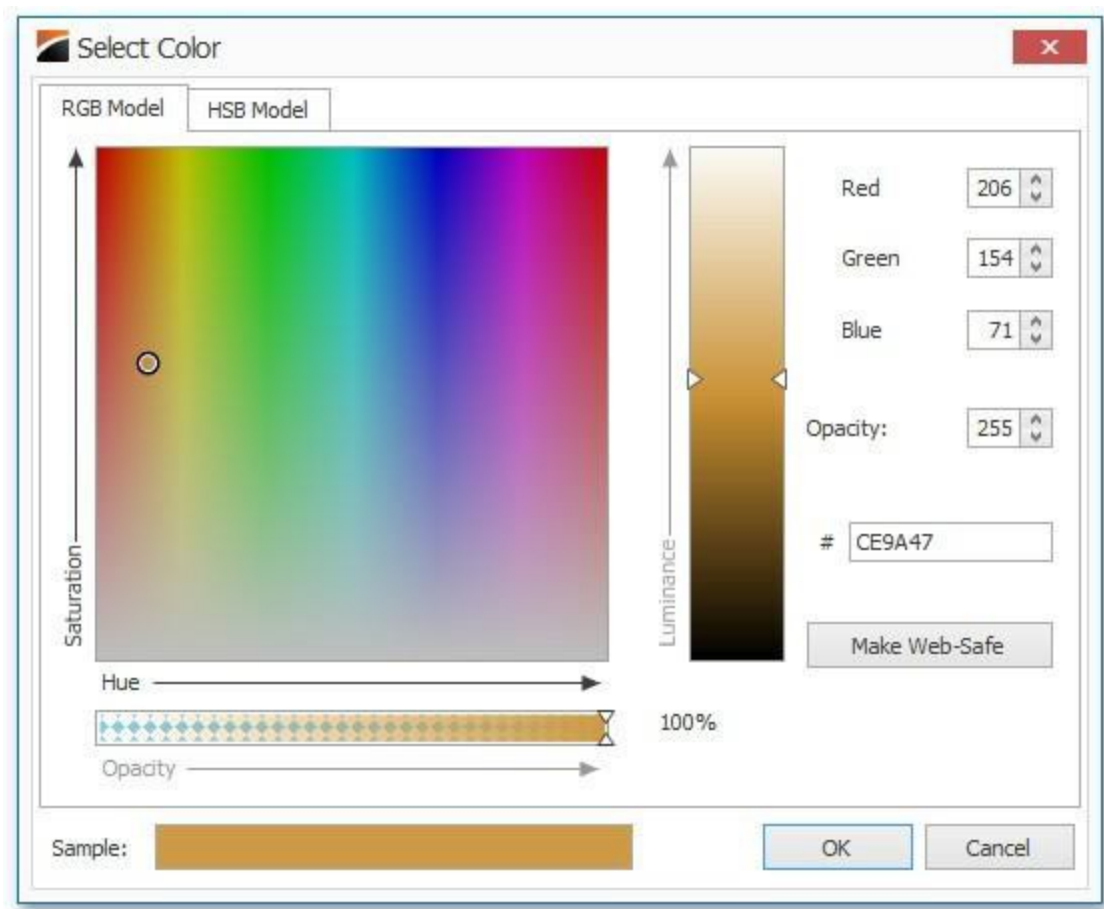 Select Color
RGB Model
HSB Model
Saturation
Hue
Opacity
100%
Luminance
Red 206
Green 154
Blue 71
Opacity: 255
# CE9A47
Make Web-Safe
Sample:
OK
Cancel